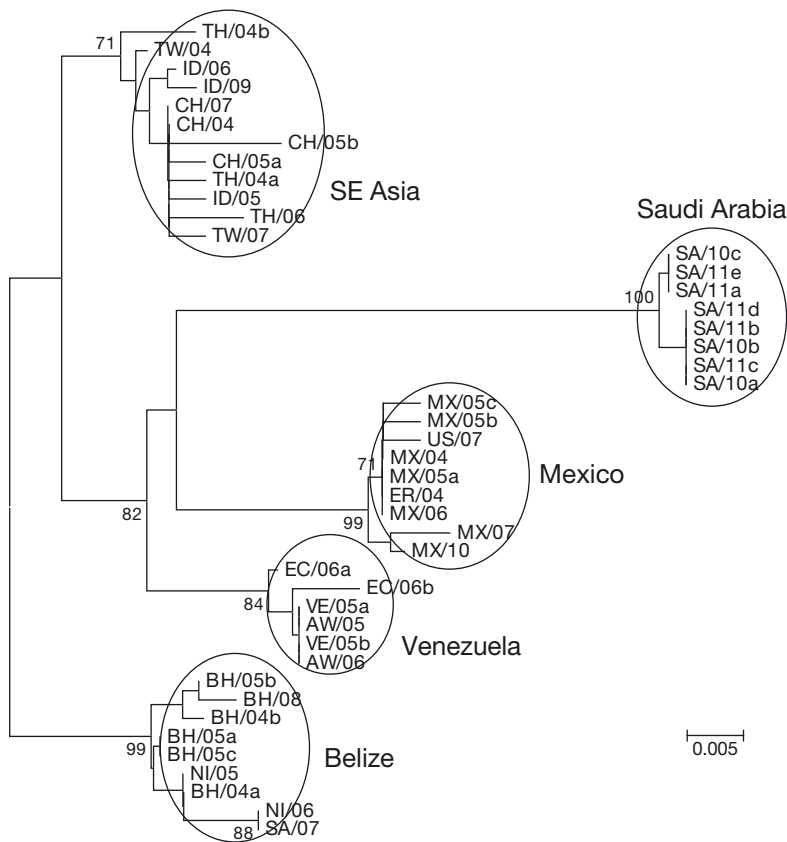 71
TH/04b
TW/04
ID/06
ID/09
CH/07
CH/04
CH/05b
CH/05a
TH/04a
ID/05
TH/06
TW/07
SE Asia
Saudi Arabia
SA/10c
SA/11e
SA/11a
100
SA/11d
SA/11b
SA/10b
SA/11c
SA/10a
MX/05c
MX/05b
US/07
71
MX/04
MX/05a
ER/04
MX/06
Mexico
82
99
MX/07
MX/10
EC/06a
EC/06b
84
VE/05a
AW/05
VE/05b
AW/06
Venezuela
BH/05b
BH/08
BH/04b
BH/05a
99
BH/05c
Belize
NI/05
BH/04a
NI/06
88
SA/07
0.005